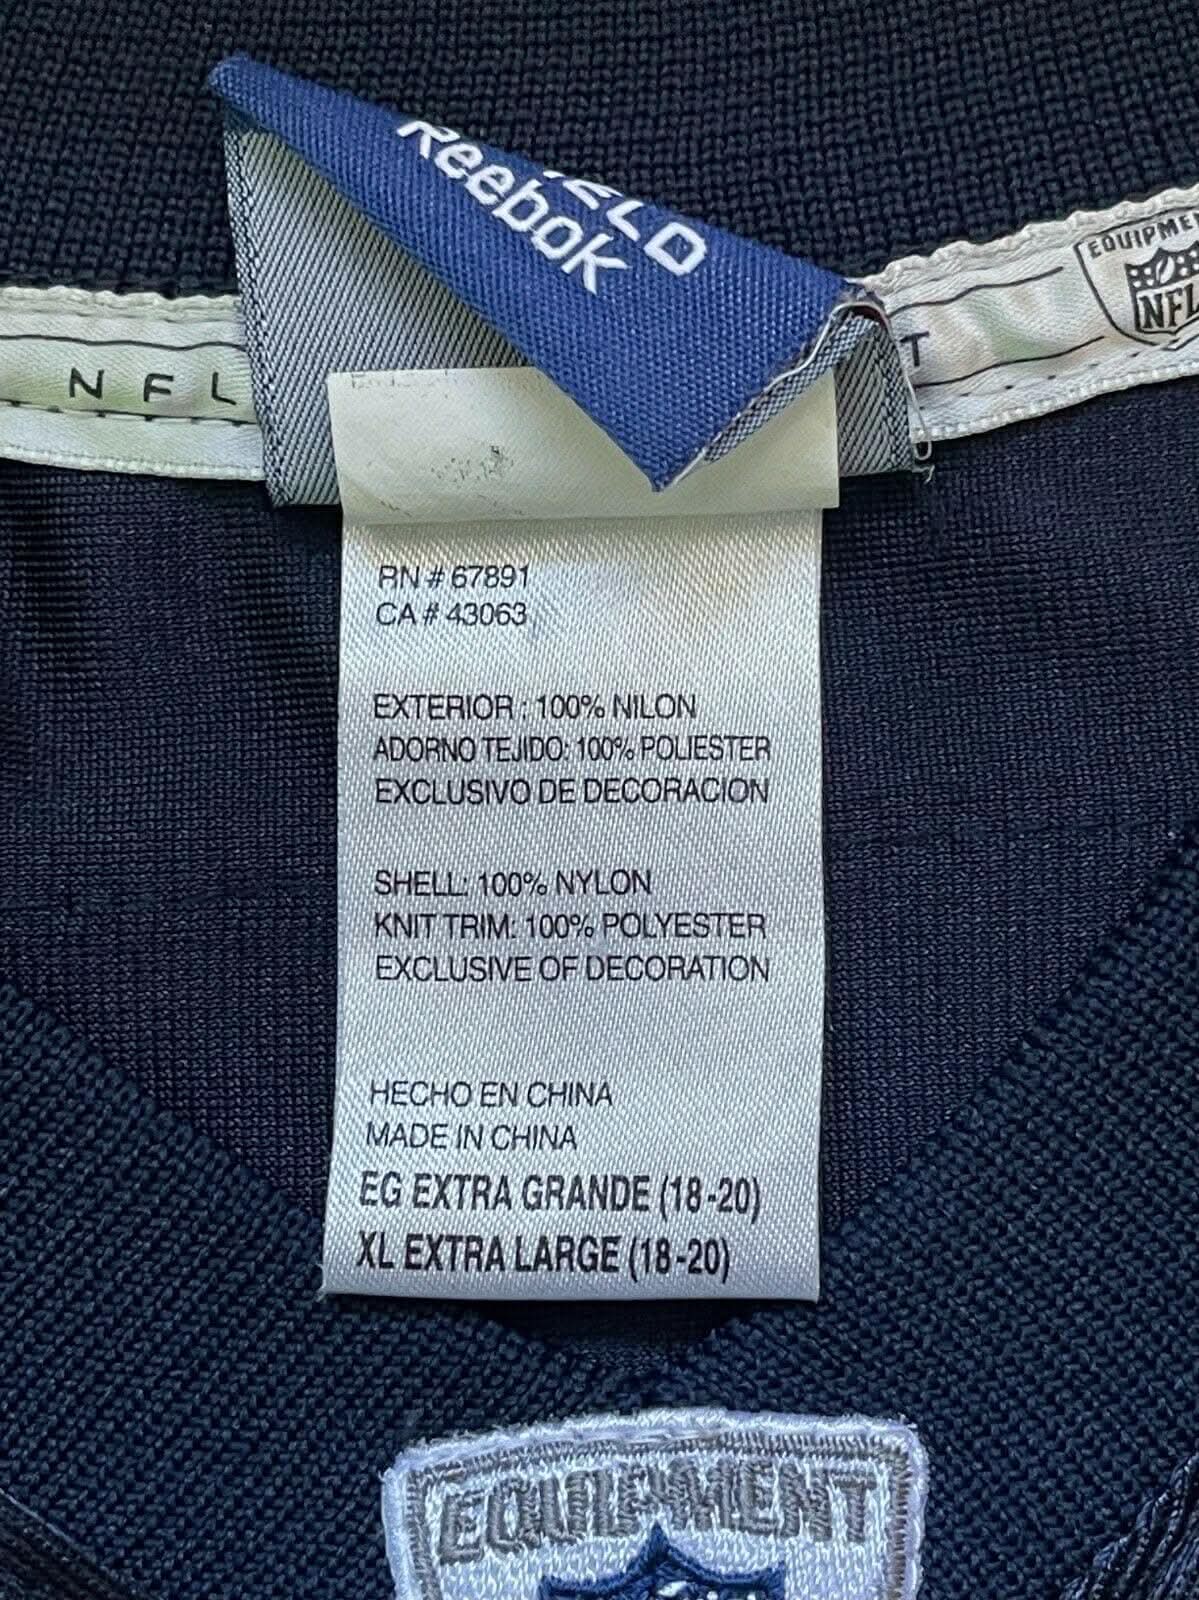 Reebok
NFL
T
EQUIPME
NFL
RN # 67891
CA # 43063
EXTERIOR : 100% NILON
ADORNO TEJIDO: 100% POLIESTER
EXCLUSIVO DE DECORACION
SHELL: 100% NYLON
KNIT TRIM: 100% POLYESTER
EXCLUSIVE OF DECORATION
HECHO EN CHINA
MADE IN CHINA
EG EXTRA GRANDE (18-20)
XL EXTRA LARGE (18-20)
EQUIPMENT